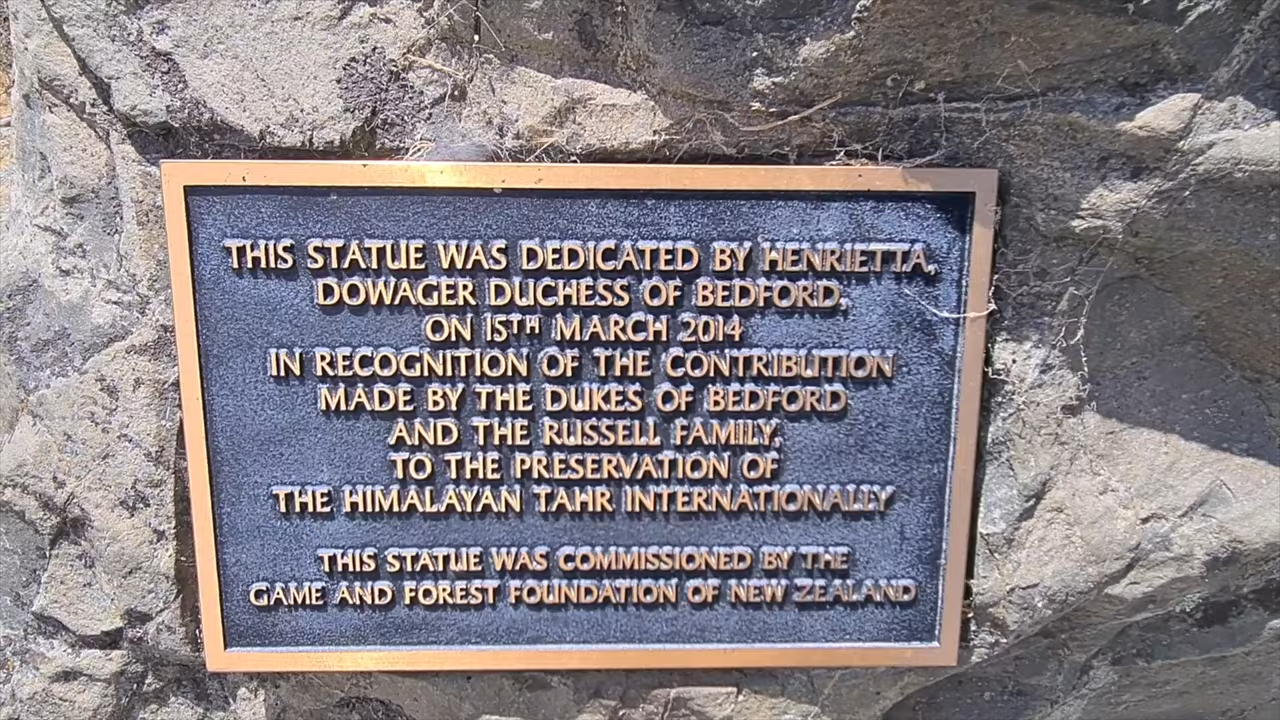 THIS STATUE WAS DEDICATED BY HENRIETTA,
DOWAGER DUCHESS OF BEDFORD,
ON 15TH MARCH 2014
IN RECOGNITION OF THE CONTRIBUTION
MADE BY THE DUKES OF BEDFORD
AND THE RUSSELL FAMILY,
TO THE PRESERVATION OF
THE HIMALAYAN TAHR INTERNATIONALLY
THIS STATUE WAS COMMISSIONED BY THE
GAME AND FOREST FOUNDATION OF NEW ZEALAND